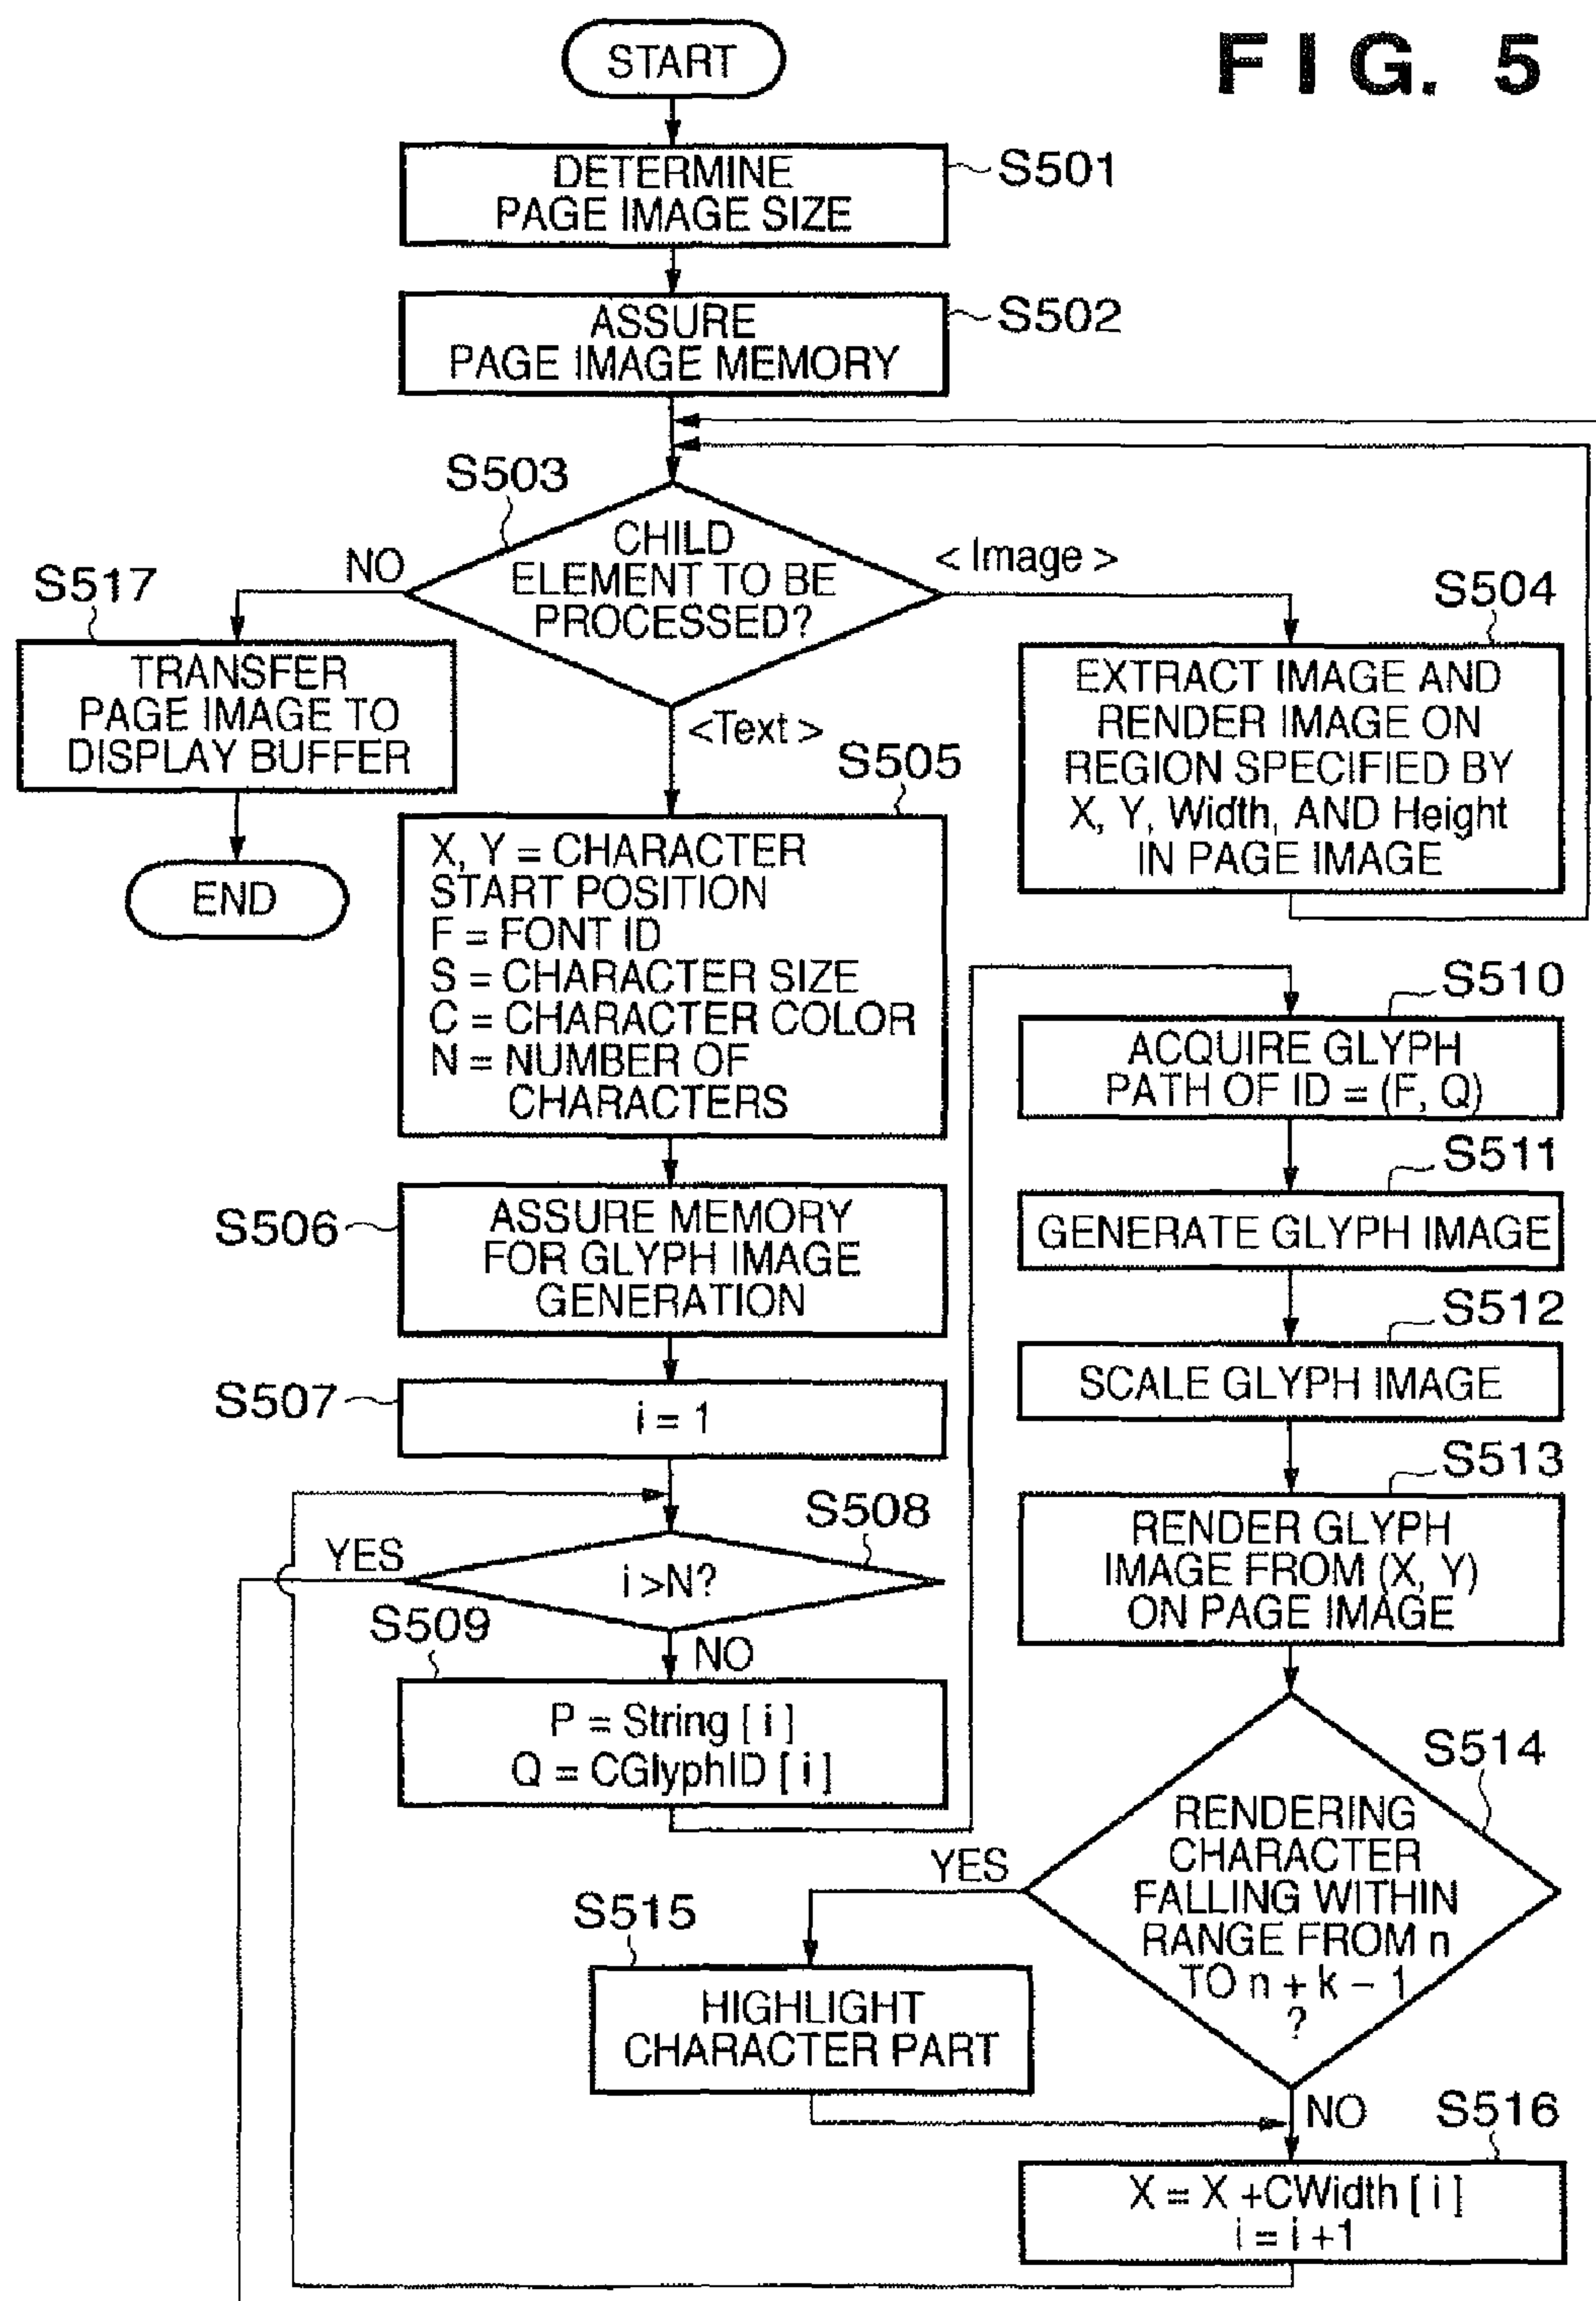 FIG. 5
START
DETERMINE
PAGE IMAGE SIZE
S501
ASSURE
PAGE IMAGE MEMORY
S502
S503
CHILD
ELEMENT TO BE
PROCESSED?
NO
< Image >
<Text >
S517
TRANSFER
PAGE IMAGE TO
DISPLAY BUFFER
END
S504
EXTRACT IMAGE AND
RENDER IMAGE ON
REGION SPECIFIED BY
X, Y, Width, AND Height
IN PAGE IMAGE
S505
X, Y = CHARACTER
START POSITION
F = FONT ID
S = CHARACTER SIZE
C = CHARACTER COLOR
N = NUMBER OF
CHARACTERS
S506
ASSURE MEMORY
FOR GLYPH IMAGE
GENERATION
S507
i = 1
S508
YES
i >N?
NO
S509
P = String [ i ]
Q = CGlyphID [ i ]
S510
ACQUIRE GLYPH
PATH OF ID = (F, Q)
S511
GENERATE GLYPH IMAGE
S512
SCALE GLYPH IMAGE
S513
RENDER GLYPH
IMAGE FROM (X, Y)
ON PAGE IMAGE
S514
RENDERING
CHARACTER
FALLING WITHIN
RANGE FROM n
TO n + k − 1
?
YES
S515
HIGHLIGHT
CHARACTER PART
NO
S516
X = X +CWidth [ i ]
i = i +1